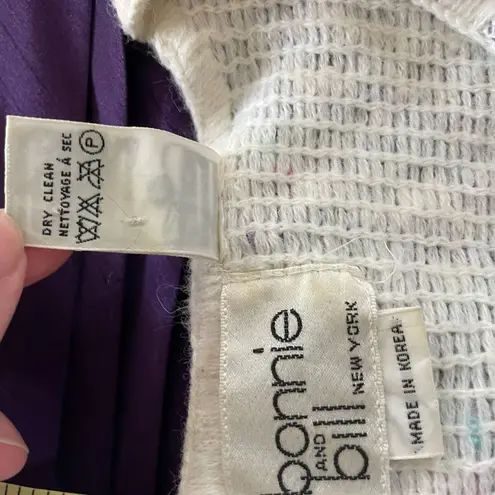 DRY CLEAN
NETTOYAGE À SEC
P
bonnie
AND
bill
NEW YORK
MADE IN KOREA